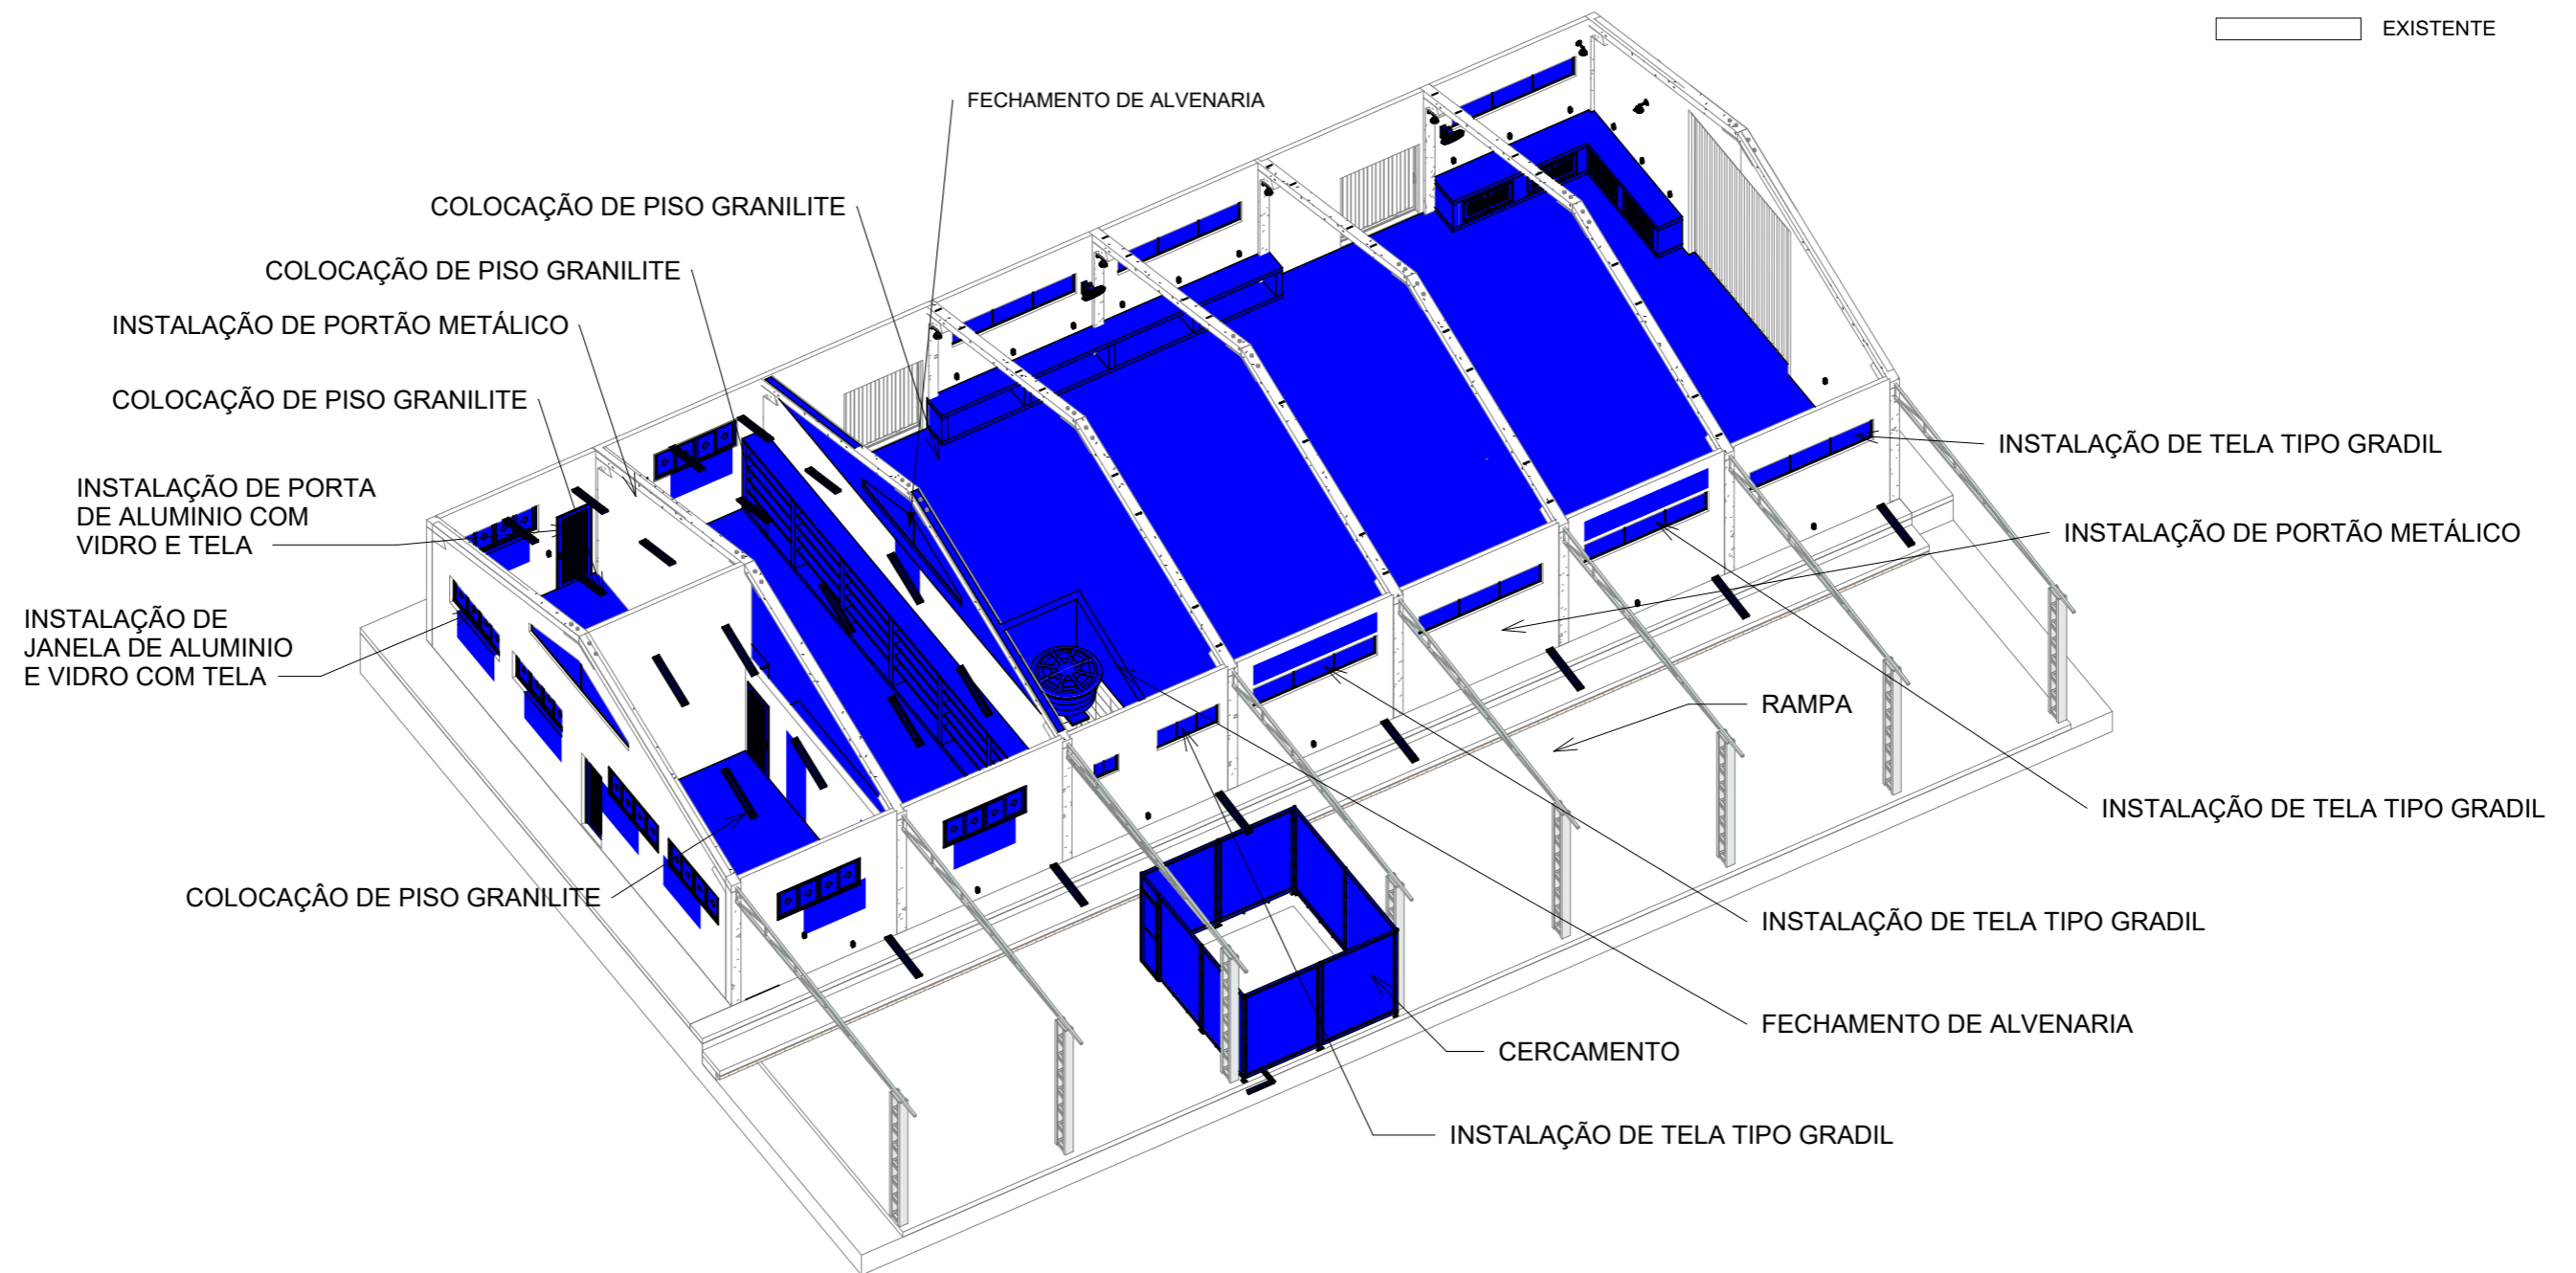 EXISTENTE
FECHAMENTO DE ALVENARIA
COLOCAÇÃO DE PISO GRANILITE
COLOCAÇÃO DE PISO GRANILITE
INSTALAÇÃO DE PORTÃO METÁLICO
COLOCAÇÃO DE PISO GRANILITE
INSTALAÇÃO DE PORTA
DE ALUMINIO COM
VIDRO E TELA
INSTALAÇÃO DE
JANELA DE ALUMINIO
E VIDRO COM TELA
COLOCAÇÂO DE PISO GRANILITE
INSTALAÇÃO DE TELA TIPO GRADIL
INSTALAÇÃO DE PORTÃO METÁLICO
RAMPA
INSTALAÇÃO DE TELA TIPO GRADIL
INSTALAÇÃO DE TELA TIPO GRADIL
FECHAMENTO DE ALVENARIA
CERCAMENTO
INSTALAÇÃO DE TELA TIPO GRADIL